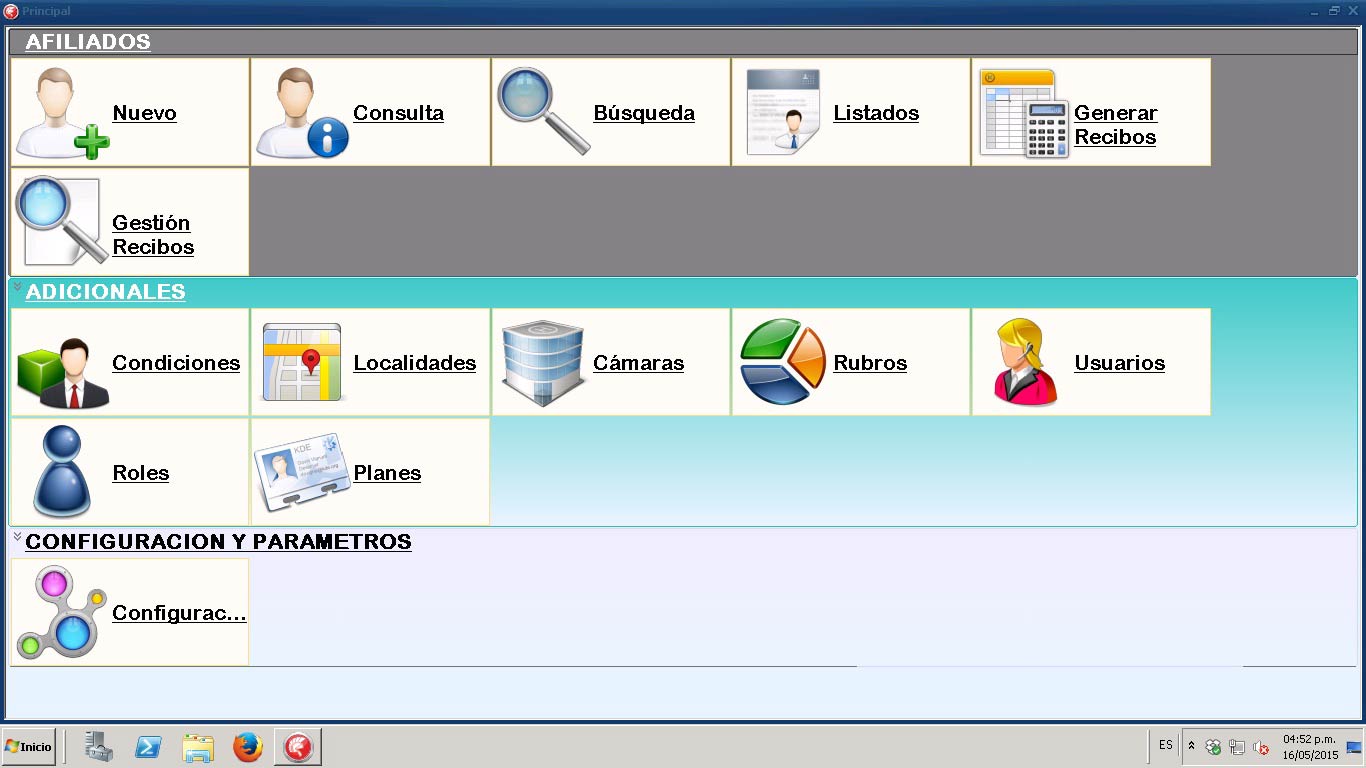 Principal
AFILIADOS
Nuevo
Consulta
Búsqueda
Listados
Generar
Recibos
Gestión
Recibos
ADICIONALES
Condiciones
Localidades
Cámaras
Rubros
Usuarios
Roles
KDE
Planes
CONFIGURACION Y PARAMETROS
Configurac...
Inicio
ES
04:52 p.m.
16/05/2015